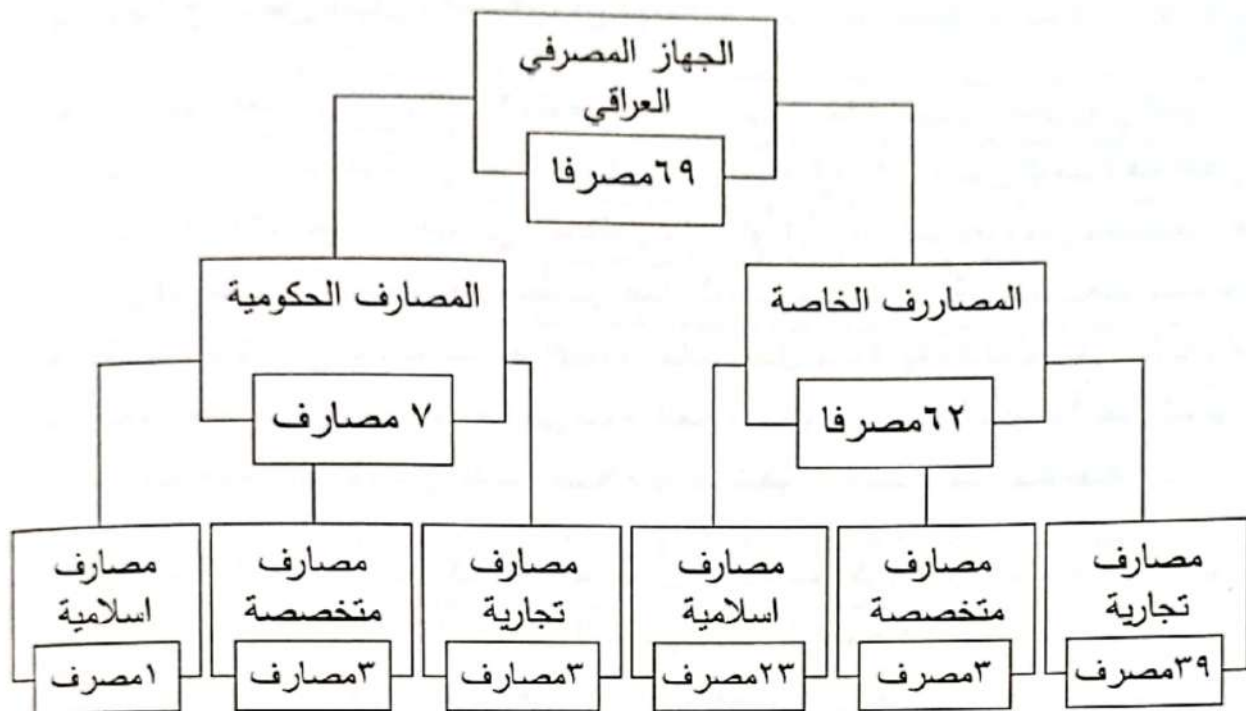 الجهاز المصرفي
العراقي
٦٩مصرفا
المصاررف الخاصة
٦٢مصرفا
المصارف الحكومية
٧ مصارف
مصارف
تجارية
٣٩مصرف
مصارف
متخصصة
٣مصرف
مصارف
اسلامية
٢٣مصرف
مصارف
تجارية
٣مصارف
مصارف
متخصصة
٣مصارف
مصارف
اسلامية
١مصرف